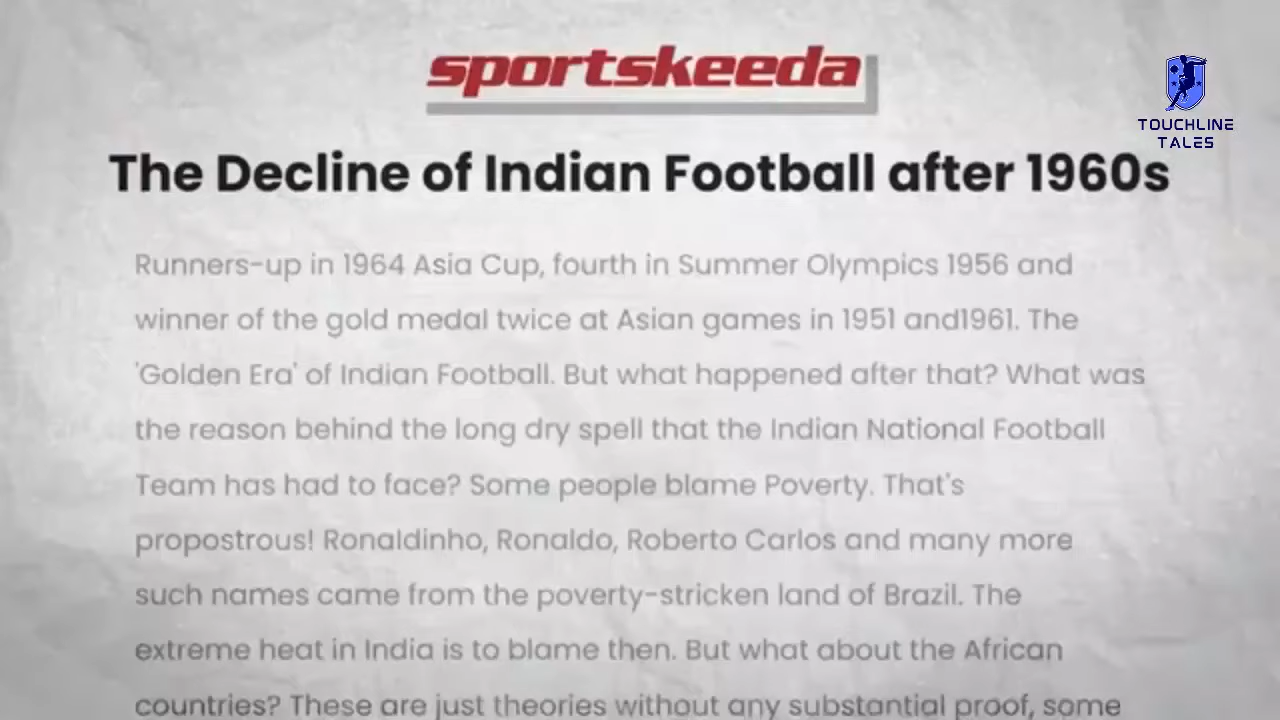 sportskeeda
TOUCHLINE
TALES
The Decline of Indian Football after 1960s
Runners-up in 1964 Asia Cup, fourth in Summer Olympics 1956 and
winner of the gold medal twice at Asian games in 1951 and1961. The
'Golden Era' of Indian Football. But what happened after that? What was
the reason behind the long dry spell that the Indian National Football
Team has had to face? Some people blame Poverty. That's
propostrous! Ronaldinho, Ronaldo, Roberto Carlos and many more
such names came from the poverty-stricken land of Brazil. The
extreme heat in India is to blame then. But what about the African
countries? These are just theories without any substantial proof, some